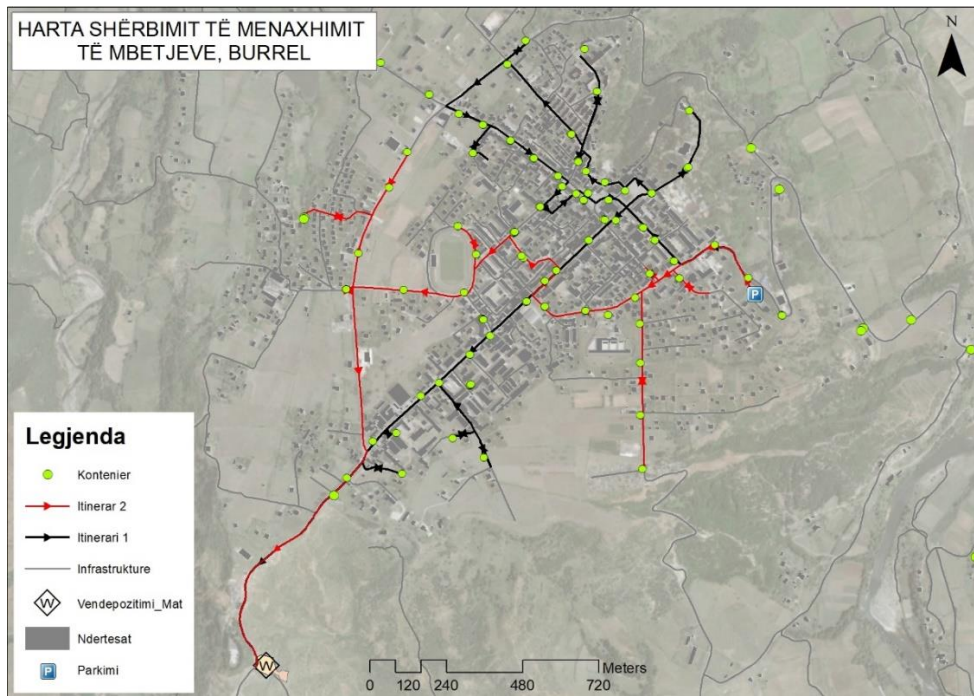 HARTA SHËRBIMIT TË MENAXHIMIT
TË MBETJEVE, BURREL
N
P
Legjenda
Kontenier
Itinerar 2
Itinerari 1
Infrastrukture
W Vendepozitimi_Mat
Ndertesat
P Parkimi
W
Meters
0 120 240 480 720